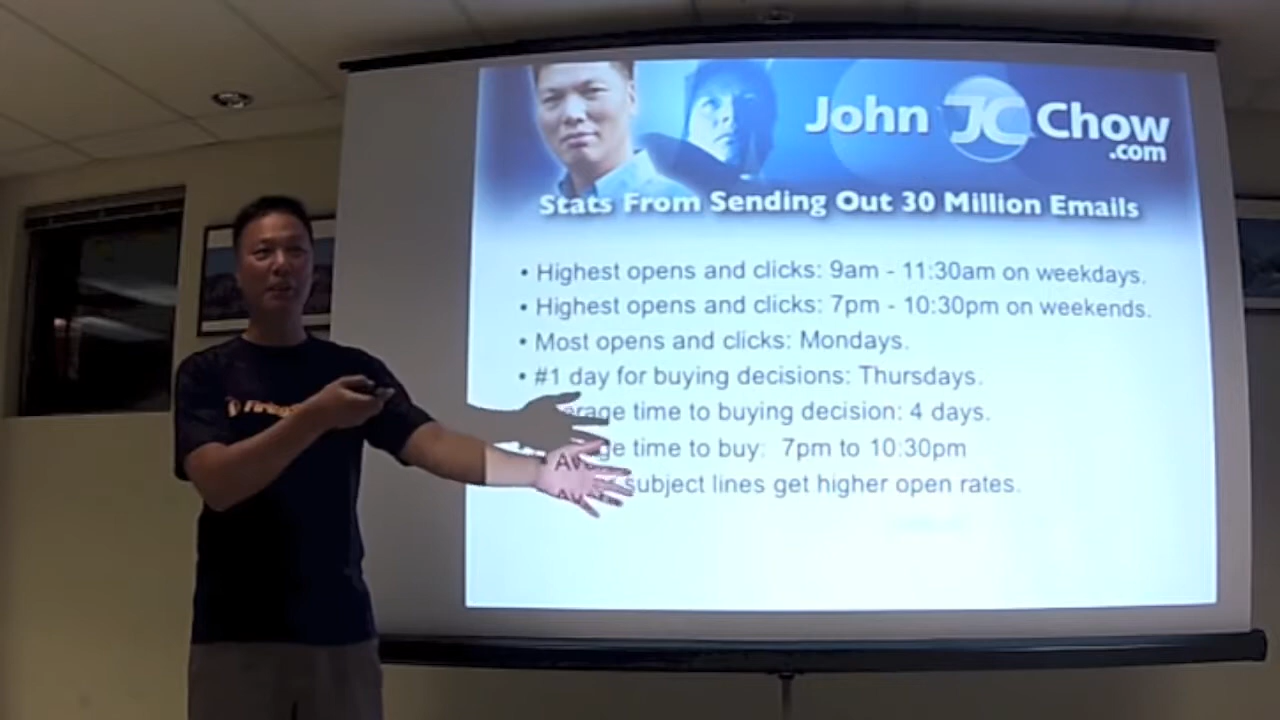 John JC Chow
.com
Stats From Sending Out 30 Million Emails
• Highest opens and clicks: 9am - 11:30am on weekdays.
• Highest opens and clicks: 7pm - 10:30pm on weekends.
• Most opens and clicks: Mondays.
• #1 day for buying decisions: Thursdays.
time to buying decision: 4 days.
time to buy: 7pm to 10:30pm
subject lines get higher open rates.